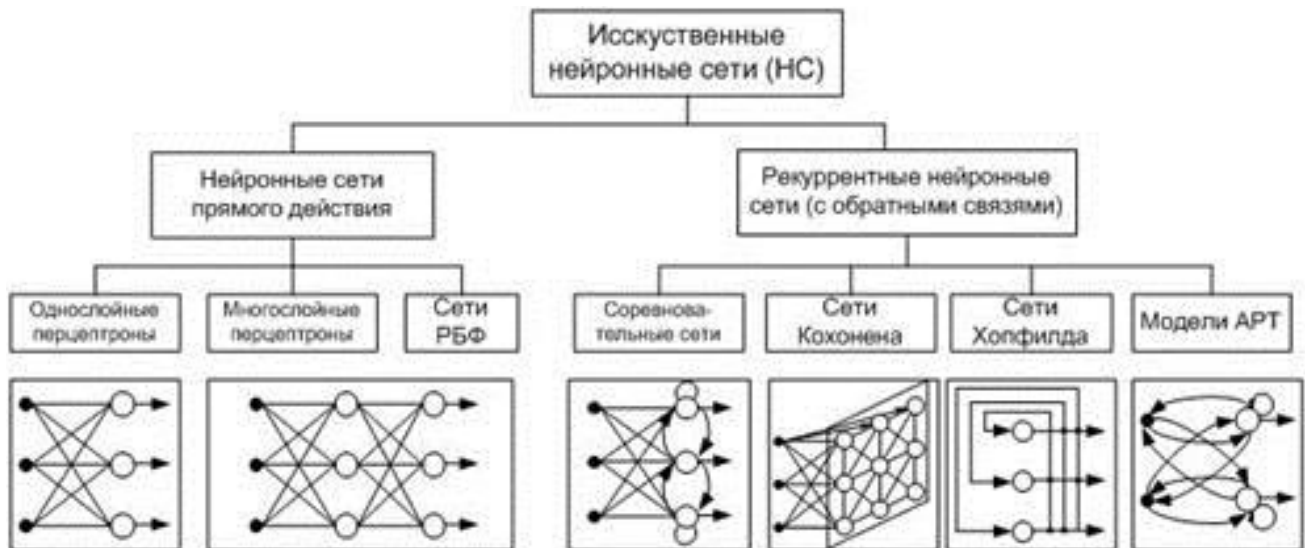 Исскуственные
нейронные сети (НС)
Нейронные сети
прямого действия
Рекуррентные нейронные
сети (с обратными связями)
Однослойные
перцептроны
Многослойные
перцептроны
Сети
РБФ
Соревнова-
тельные сети
Сети
Кохонена
Сети
Хопфилда
Модели АРТ